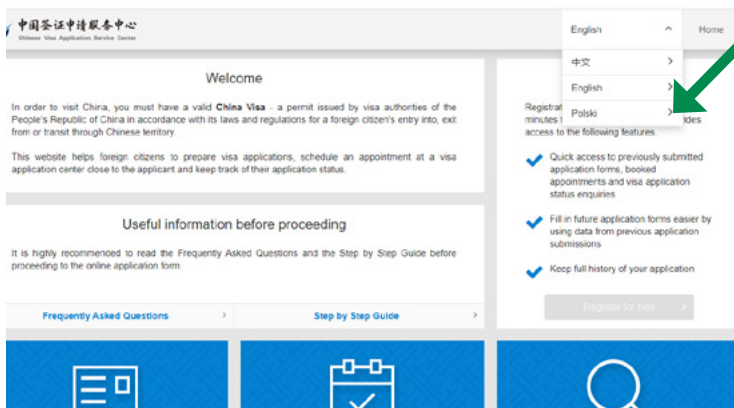 中国签证申请服务中心
Chinese Visa Application Service Center
English
Home
中文
English
Polski
Welcome
In order to visit China, you must have a valid China Visa - a permit issued by visa authorities of the
People's Republic of China in accordance with its laws and regulations for a foreign citizen's entry into, exit
from or transit through Chinese territory.
This website helps foreign citizens to prepare visa applications, schedule an appointment at a visa
application center close to the applicant and keep track of their application status.
Useful information before proceeding
It is highly recommended to read the Frequently Asked Questions and the Step by Step Guide before
proceeding to the online application form.
Frequently Asked Questions
Step by Step Guide
minutes
access to the following features
Quick access to previously submitted
application forms, booked
appointments and visa application
status enquiries
Fill in future application forms easier by
using data from previous application
submissions
Keep full history of your application
Register for free